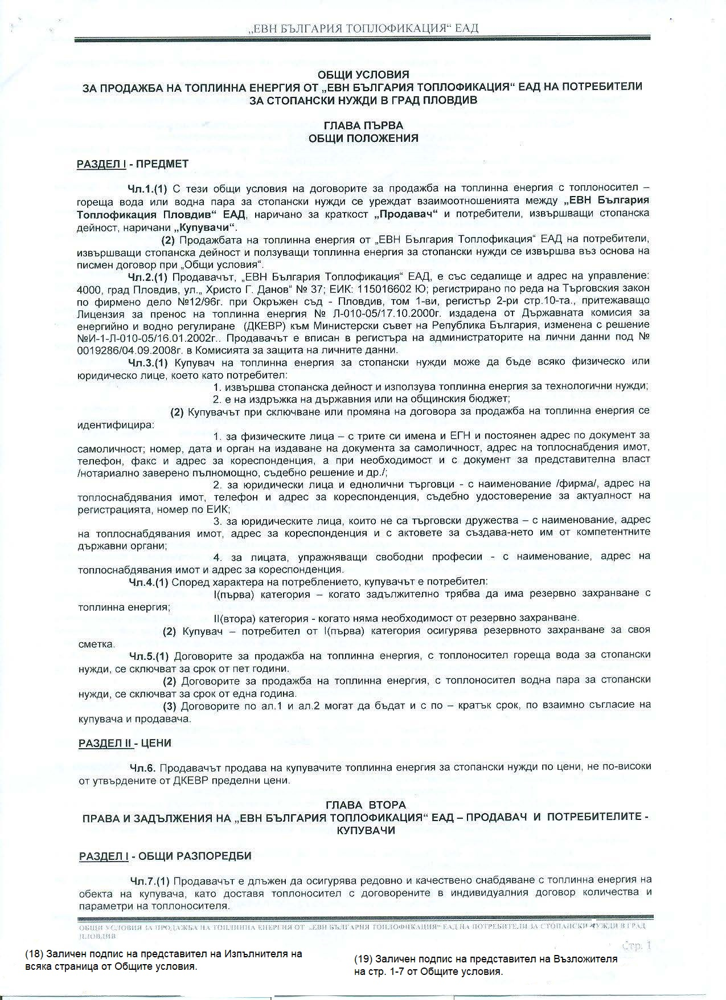 „ЕВН БЪЛГАРИЯ ТОПЛОФИКАЦИЯ“ ЕАД
ОБЩИ УСЛОВИЯ
ЗА ПРОДАЖБА НА ТОПЛИННА ЕНЕРГИЯ ОТ „ЕВН БЪЛГАРИЯ ТОПЛОФИКАЦИЯ“ ЕАД НА ПОТРЕБИТЕЛИ
ЗА СТОПАНСКИ НУЖДИ В ГРАД ПЛОВДИВ
ГЛАВА ПЪРВА
ОБЩИ ПОЛОЖЕНИЯ
РАЗДЕЛ I - ПРЕДМЕТ
Чл.1.(1) С тези общи условия на договорите за продажба на топлинна енергия с топлоносител –
гореща вода или водна пара за стопански нужди се уреждат взаимоотношенията между „ЕВН България
Топлофикация Пловдив“ ЕАД, наричано за краткост „Продавач“ и потребители, извършващи стопанска
дейност, наричани „Купувачи“.
(2) Продажбата на топлинна енергия от „ЕВН България Топлофикация“ ЕАД на потребители,
извършващи стопанска дейност и ползуващи топлинна енергия за стопански нужди се извършва въз основа на
писмен договор при „Общи условия“.
Чл.2.(1) Продавачът, „ЕВН България Топлофикация“ ЕАД, е със седалище и адрес на управление:
4000, град Пловдив, ул.„ Христо Г. Данов“ № 37; ЕИК: 115016602 Ю; регистрирано по реда на Търговския закон
по фирмено дело №12/96г. при Окръжен съд - Пловдив, том 1-ви, регистър 2-ри стр.10-та., притежаващо
Лицензия за пренос на топлинна енергия № Л-010-05/17.10.2000г. издадена от Държавната комисия за
енергийно и водно регулиране (ДКЕВР) към Министерски съвет на Република България, изменена с решение
№И-1-Л-010-05/16.01.2002г.. Продавачът е вписан в регистъра на администраторите на лични данни под №
0019286/04.09.2008г. в Комисията за защита на личните данни.
Чл.3.(1) Купувач на топлинна енергия за стопански нужди може да бъде всяко физическо или
юридическо лице, което като потребител:
1. извършва стопанска дейност и използува топлинна енергия за технологични нужди;
2. е на издръжка на държавния или на общинския бюджет;
(2) Купувачът при сключване или промяна на договора за продажба на топлинна енергия се
идентифицира:
1. за физическите лица – с трите си имена и ЕГН и постоянен адрес по документ за
самоличност; номер, дата и орган на издаване на документа за самоличност, адрес на топлоснабдения имот,
телефон, факс и адрес за кореспонденция, а при необходимост и с документ за представителна власт
/нотариално заверено пълномощно, съдебно решение и др./;
2. за юридически лица и еднолични търговци - с наименование /фирма/, адрес на
топлоснабдявания имот, телефон и адрес за кореспонденция, съдебно удостоверение за актуалност на
регистрацията, номер по ЕИК;
3. за юридическите лица, които не са търговски дружества – с наименование, адрес
на топлоснабдявания имот, адрес за кореспонденция и с актовете за създава-нето им от компетентните
държавни органи;
4. за лицата, упражняващи свободни професии - с наименование, адрес на
топлоснабдявания имот и адрес за кореспонденция.
Чл.4.(1) Според характера на потреблението, купувачът е потребител:
I(първа) категория – когато задължително трябва да има резервно захранване с
топлинна енергия;
II(втора) категория - когато няма необходимост от резервно захранване.
(2) Купувач – потребител от I(първа) категория осигурява резервното захранване за своя
сметка.
Чл.5.(1) Договорите за продажба на топлинна енергия, с топлоносител гореща вода за стопански
нужди, се сключват за срок от пет години.
(2) Договорите за продажба на топлинна енергия, с топлоносител водна пара за стопански
нужди, се сключват за срок от една година.
(3) Договорите по ал.1 и ал.2 могат да бъдат и с по – кратък срок, по взаимно съгласие на
купувача и продавача.
РАЗДЕЛ II - ЦЕНИ
Чл.6. Продавачът продава на купувачите топлинна енергия за стопански нужди по цени, не по-високи
от утвърдените от ДКЕВР пределни цени.
ГЛАВА ВТОРА
ПРАВА И ЗАДЪЛЖЕНИЯ НА „ЕВН БЪЛГАРИЯ ТОПЛОФИКАЦИЯ“ ЕАД – ПРОДАВАЧ И ПОТРЕБИТЕЛИТЕ -
КУПУВАЧИ
РАЗДЕЛ I - ОБЩИ РАЗПОРЕДБИ
Чл.7.(1) Продавачът е длъжен да осигурява редовно и качествено снабдяване с топлинна енергия на
обекта на купувача, като доставя топлоносител с договорените в индивидуалния договор количества и
параметри на топлоносителя.
ОБЩИ УСЛОВИЯ ЗА ПРОДАЖБА НА ТОПЛИННА ЕНЕРГИЯ ОТ „ЕВН БЪЛГАРИЯ ТОПЛОФИКАЦИЯ“ ЕАД НА ПОТРЕБИТЕЛИ ЗА СТОПАНСКИ НУЖДИ В ГРАД
ПЛОВДИВ
Стр. 1
(18) Заличен подпис на представител на Изпълнителя на
всяка страница от Общите условия.
(19) Заличен подпис на представител на Възложителя
на стр. 1-7 от Общите условия.